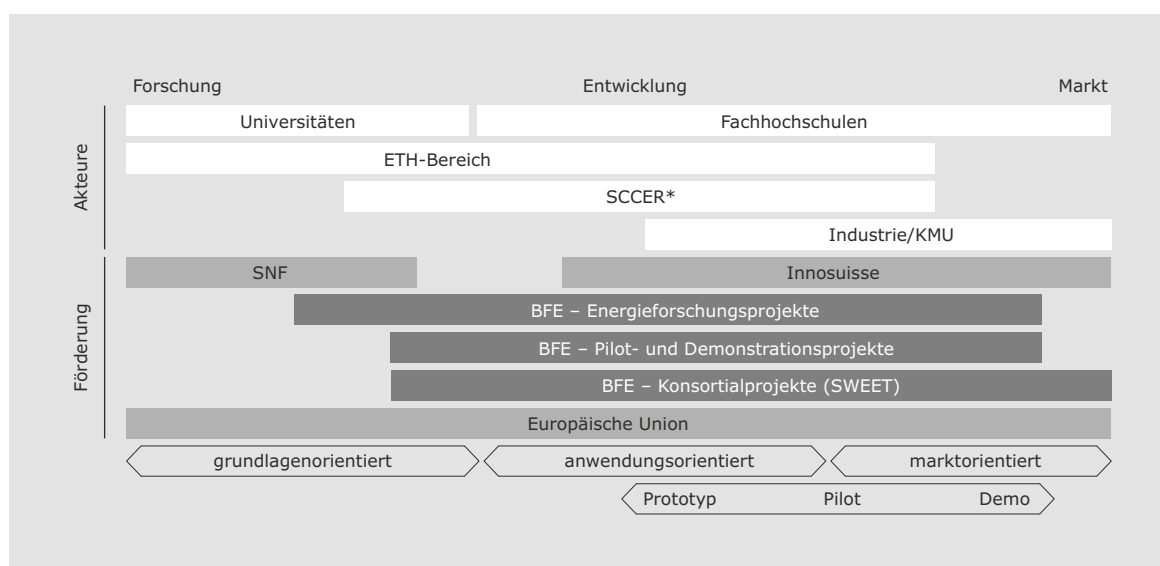 Forschung Entwicklung Markt
Akteure
Universitäten Fachhochschulen
ETH-Bereich
SCCER*
Industrie/KMU
Förderung
SNF Innosuisse
BFE – Energieforschungsprojekte
BFE – Pilot- und Demonstrationsprojekte
BFE – Konsortialprojekte (SWEET)
Europäische Union
grundlagenorientiert anwendungsorientiert marktorientiert
Prototyp Pilot Demo